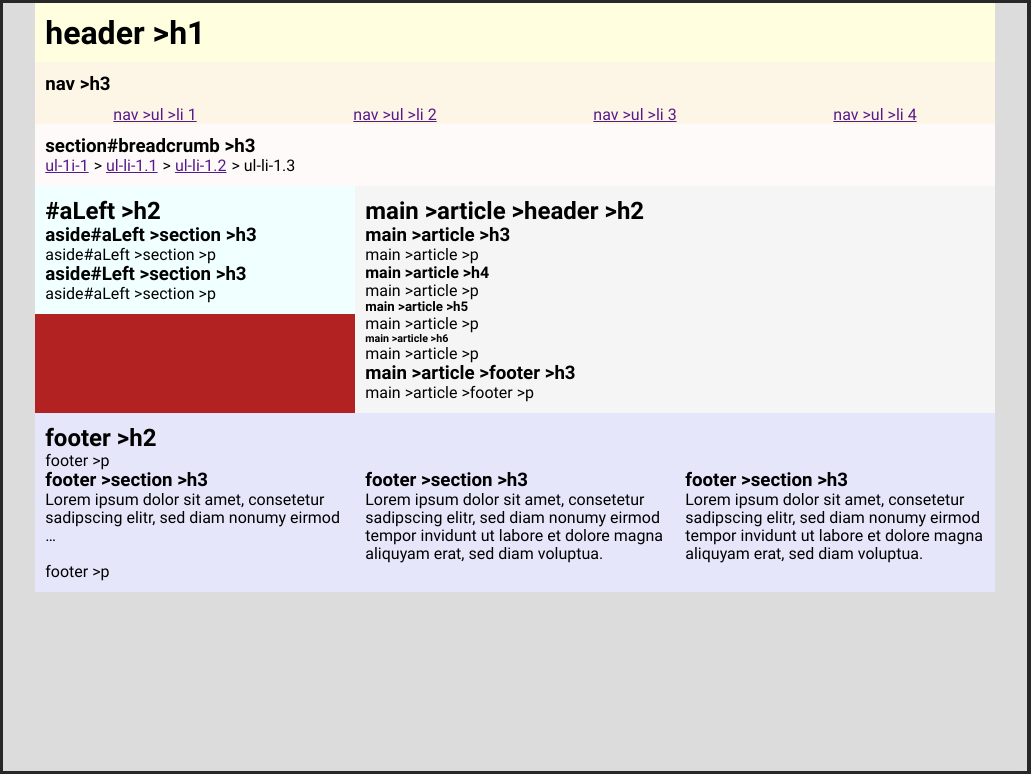 header >h1
nav >h3
nav >ul >li 1
nav >ul >li 2
nav >ul >li 3
nav >ul >li 4
section#breadcrumb >h3
ul-1i-1 > ul-li-1.1 > ul-li-1.2 > ul-li-1.3
#aLeft >h2
aside#aLeft >section >h3
aside#aLeft >section >p
aside#Left >section >h3
aside#aLeft >section >p
main >article >header >h2
main >article >h3
main >article >p
main >article >h4
main >article >p
main >article >h5
main >article >p
main >article >h6
main >article >p
main >article >footer >h3
main >article >footer >p
footer >h2
footer >p
footer >section >h3
Lorem ipsum dolor sit amet, consetetur
sadipscing elitr, sed diam nonumy eirmod
...
footer >section >h3
Lorem ipsum dolor sit amet, consetetur
sadipscing elitr, sed diam nonumy eirmod
tempor invidunt ut labore et dolore magna
aliquyam erat, sed diam voluptua.
footer >section >h3
Lorem ipsum dolor sit amet, consetetur
sadipscing elitr, sed diam nonumy eirmod
tempor invidunt ut labore et dolore magna
aliquyam erat, sed diam voluptua.
footer >p